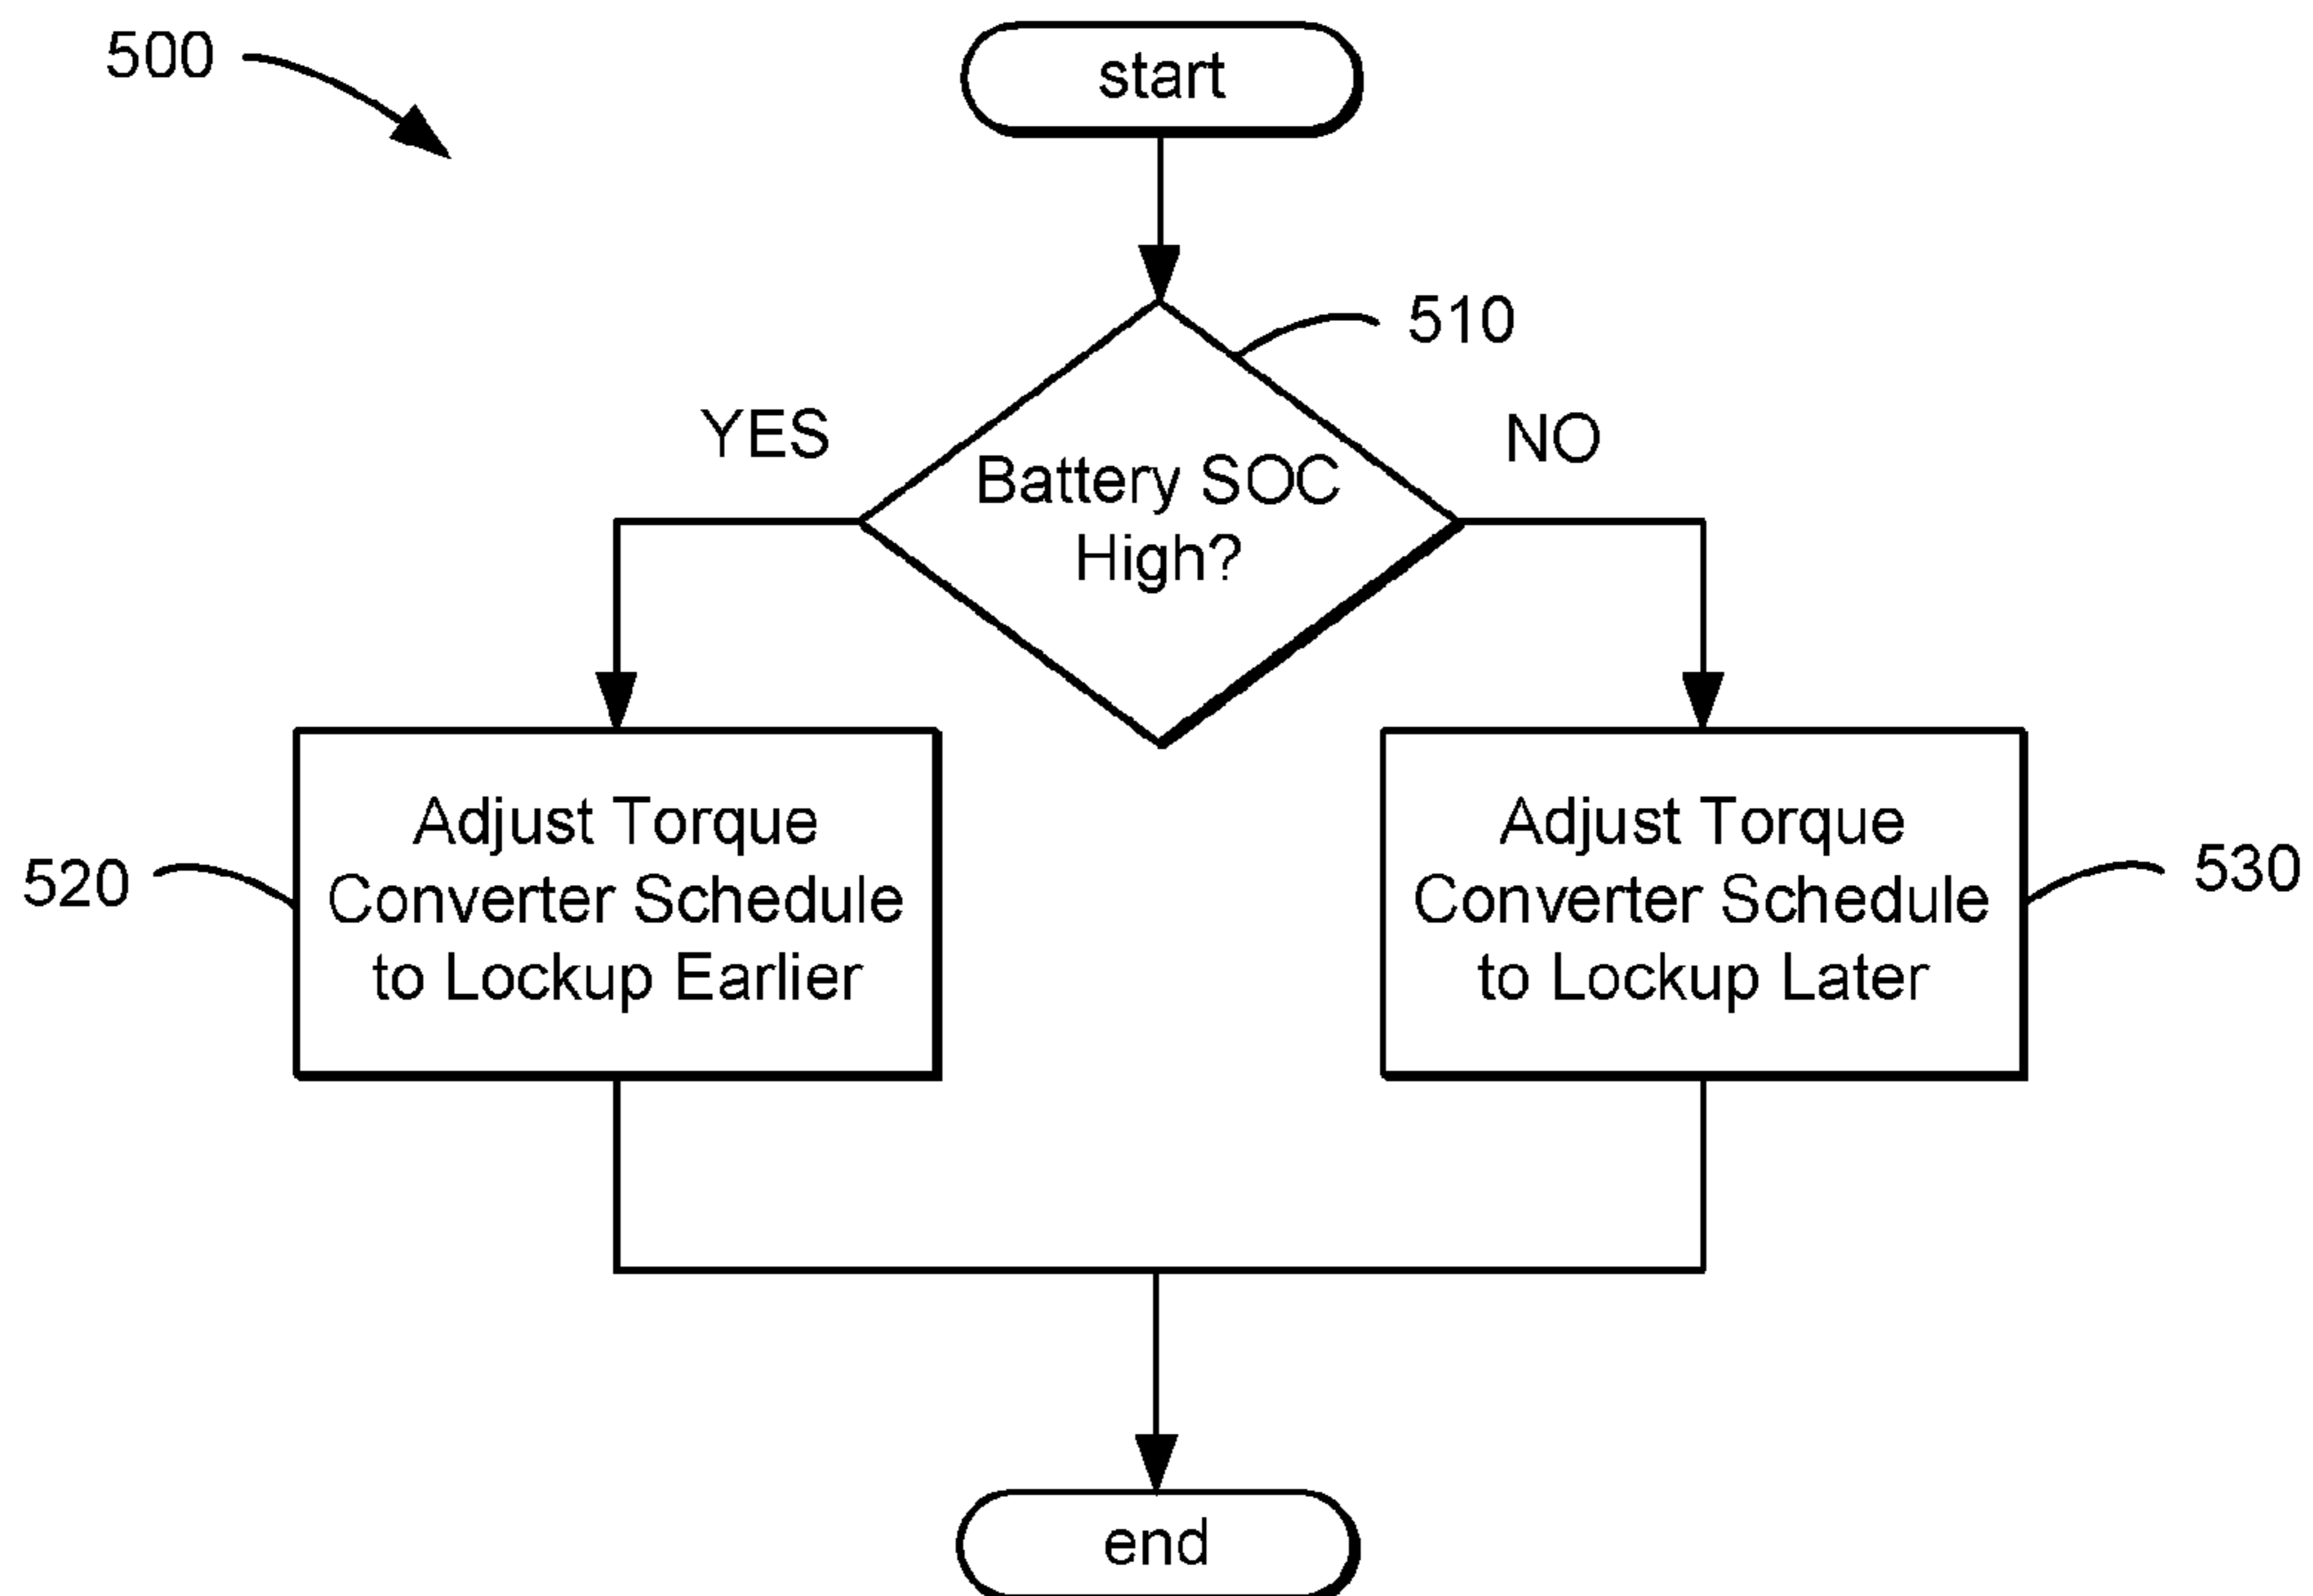 500
start
510
YES
NO
Battery SOC
High?
Adjust Torque
Converter Schedule
to Lockup Earlier
520
Adjust Torque
Converter Schedule
to Lockup Later
530
end